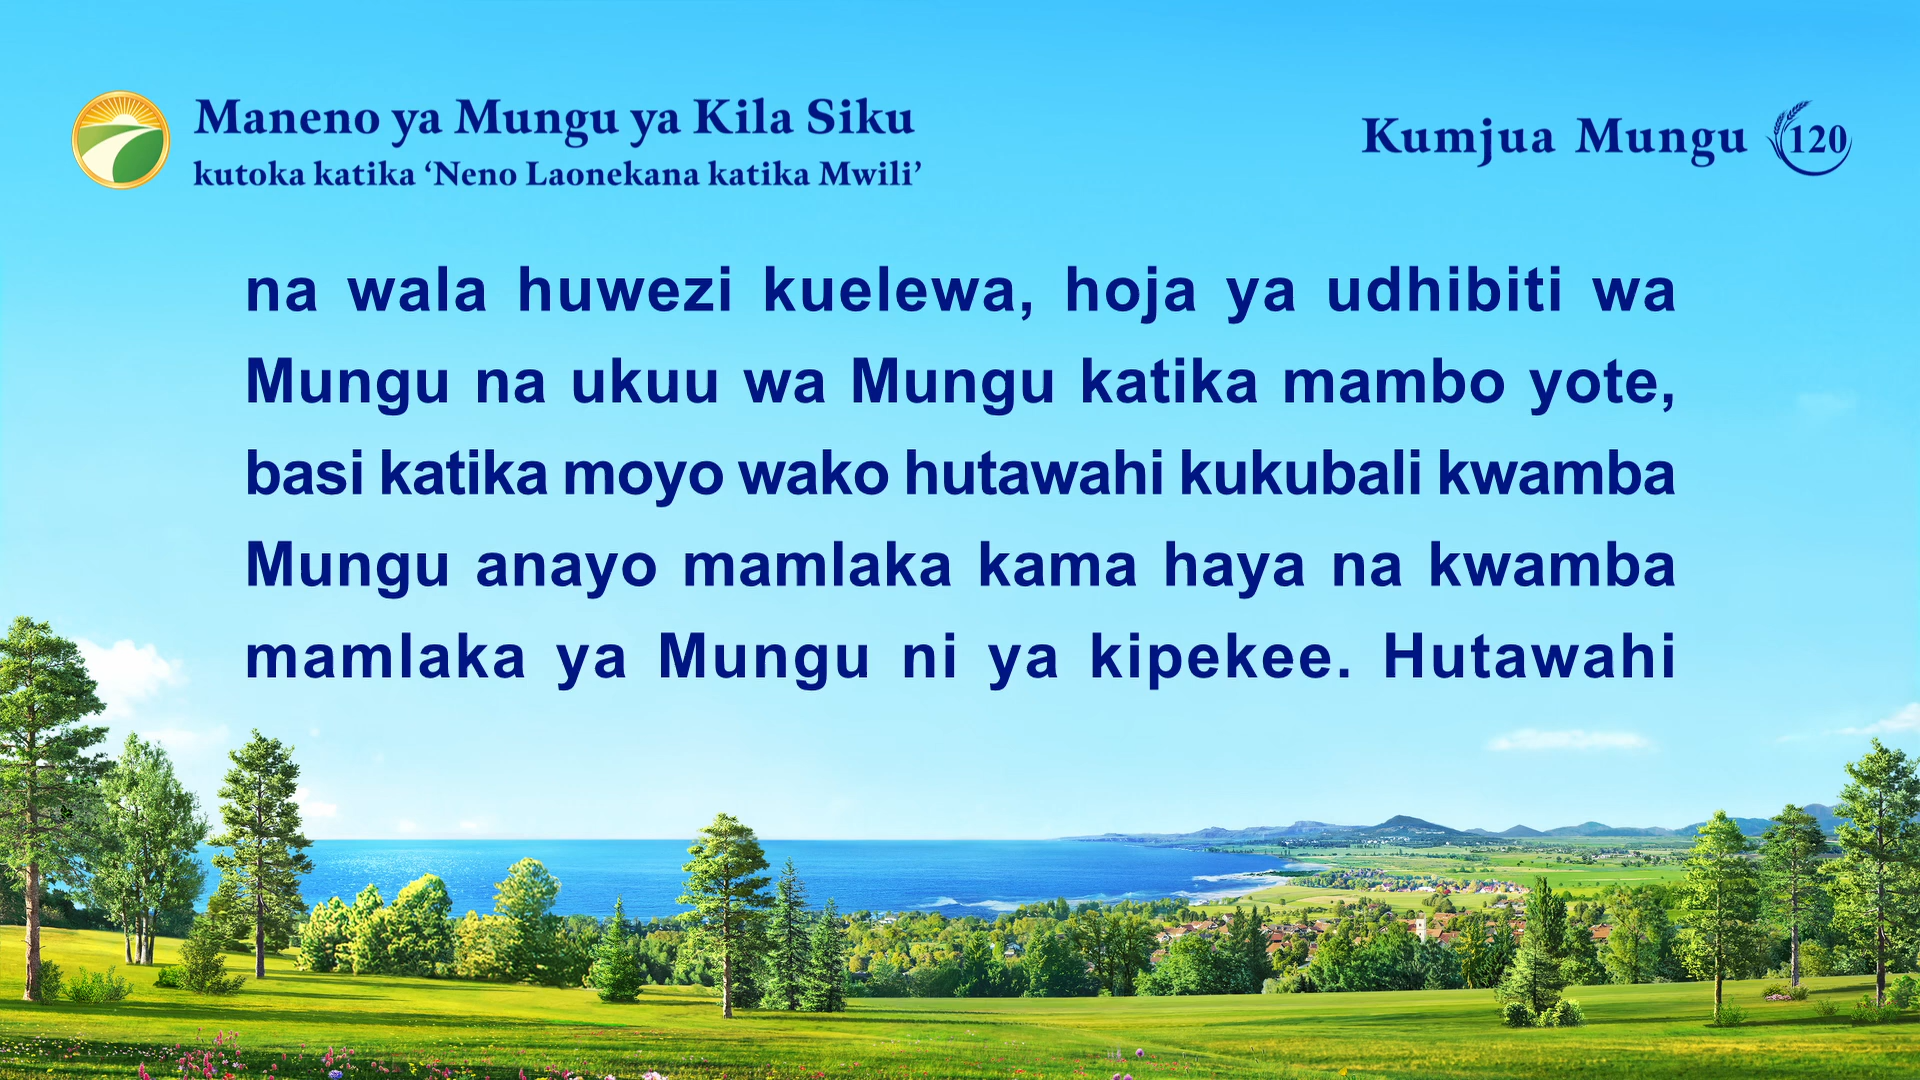 Maneno ya Mungu ya Kila Siku
kutoka katika ‘Neno Laonekana katika Mwili’
Kumjua Mungu 120
na wala huwezi kuelewa, hoja ya udhibiti wa
Mungu na ukuu wa Mungu katika mambo yote,
basi katika moyo wako hutawahi kukubali kwamba
Mungu anayo mamlaka kama haya na kwamba
mamlaka ya Mungu ni ya kipekee. Hutawahi